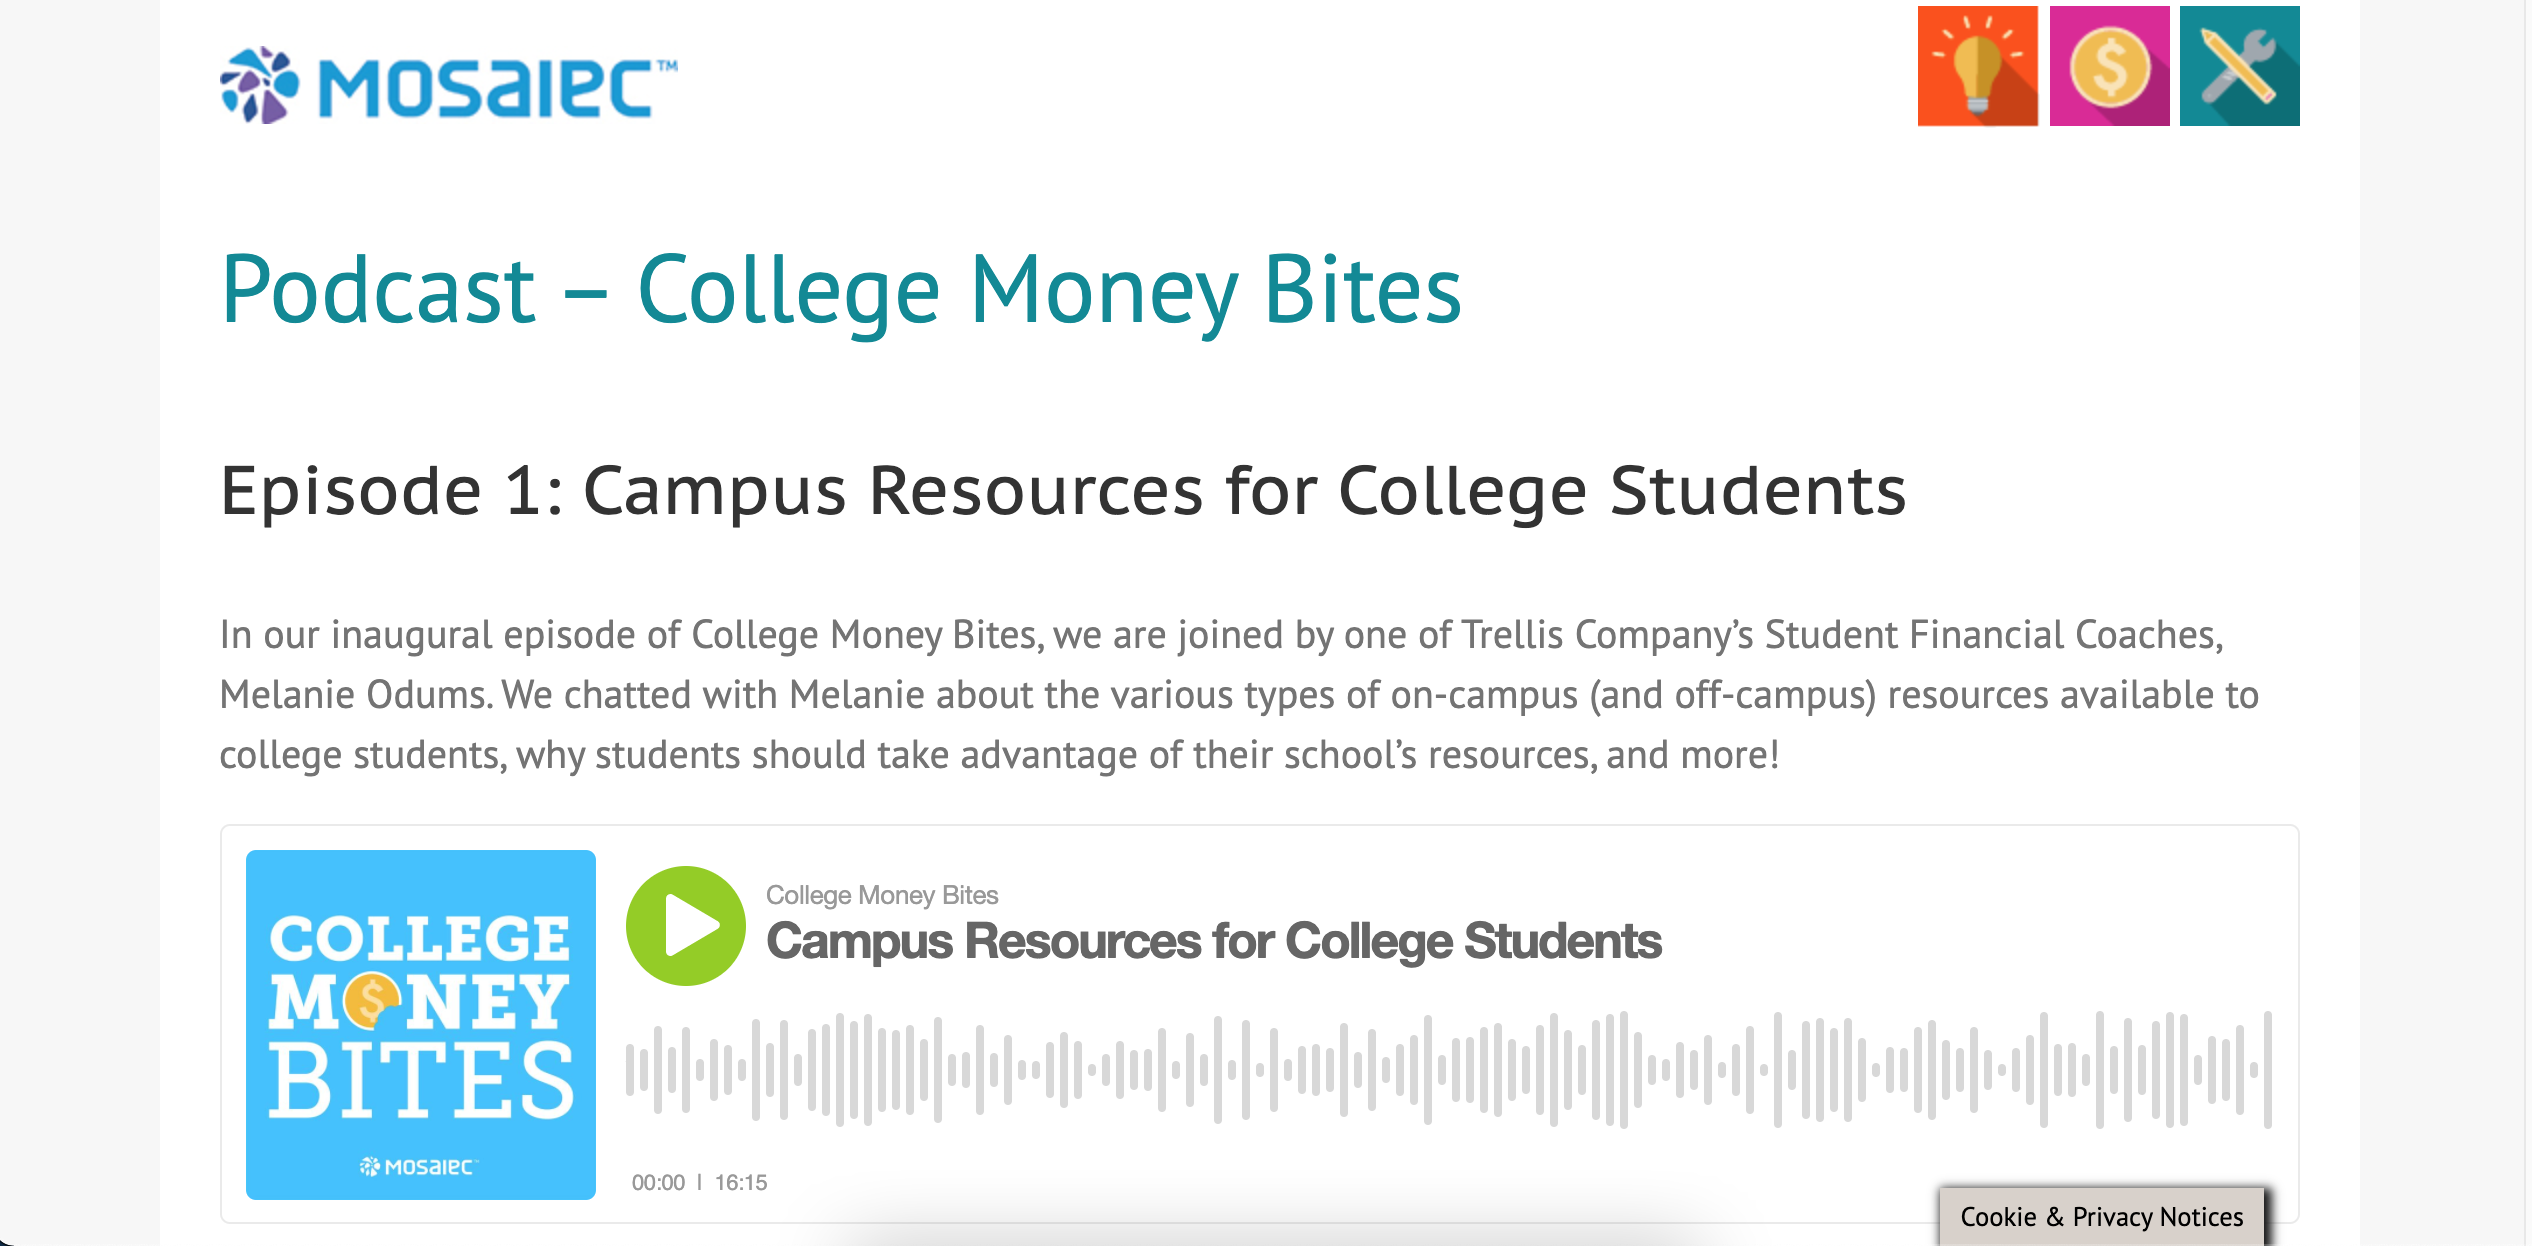 MOSAIEC™
$
Podcast – College Money Bites
Episode 1: Campus Resources for College Students
In our inaugural episode of College Money Bites, we are joined by one of Trellis Company’s Student Financial Coaches,
Melanie Odums. We chatted with Melanie about the various types of on-campus (and off-campus) resources available to
college students, why students should take advantage of their school’s resources, and more!
COLLEGE
MONEY
BITES
MOSAIEC™
College Money Bites
Campus Resources for College Students
00:00 | 16:15
Cookie & Privacy Notices